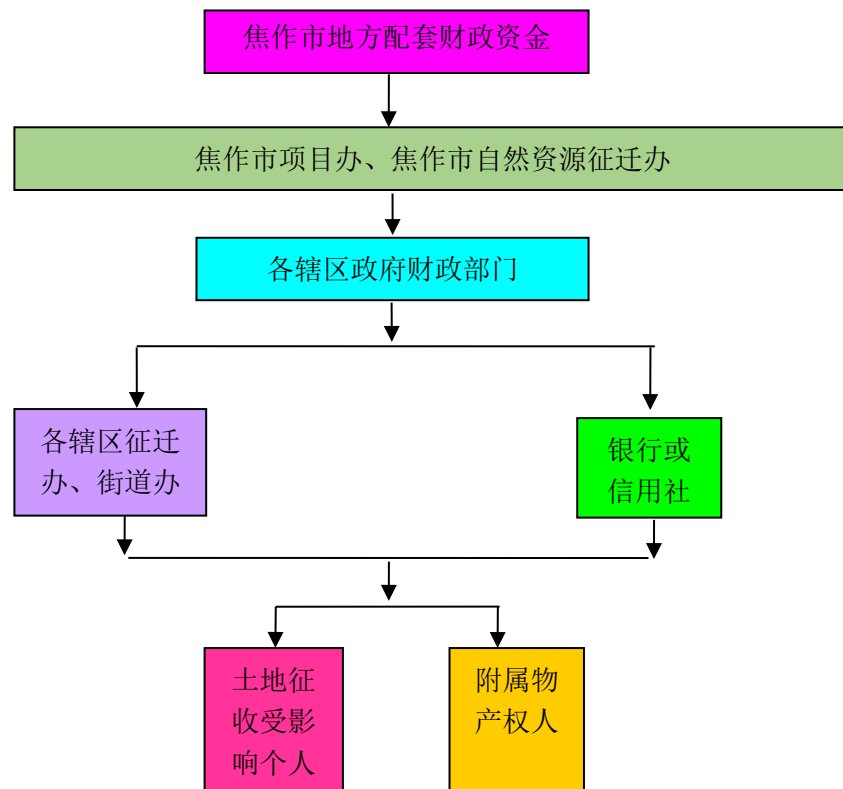 焦作市地方配套财政资金
焦作市项目办、焦作市自然资源征迁办
各辖区政府财政部门
各辖区征迁
办、街道办
银行或
信用社
土地征
收受影
响个人
附属物
产权人